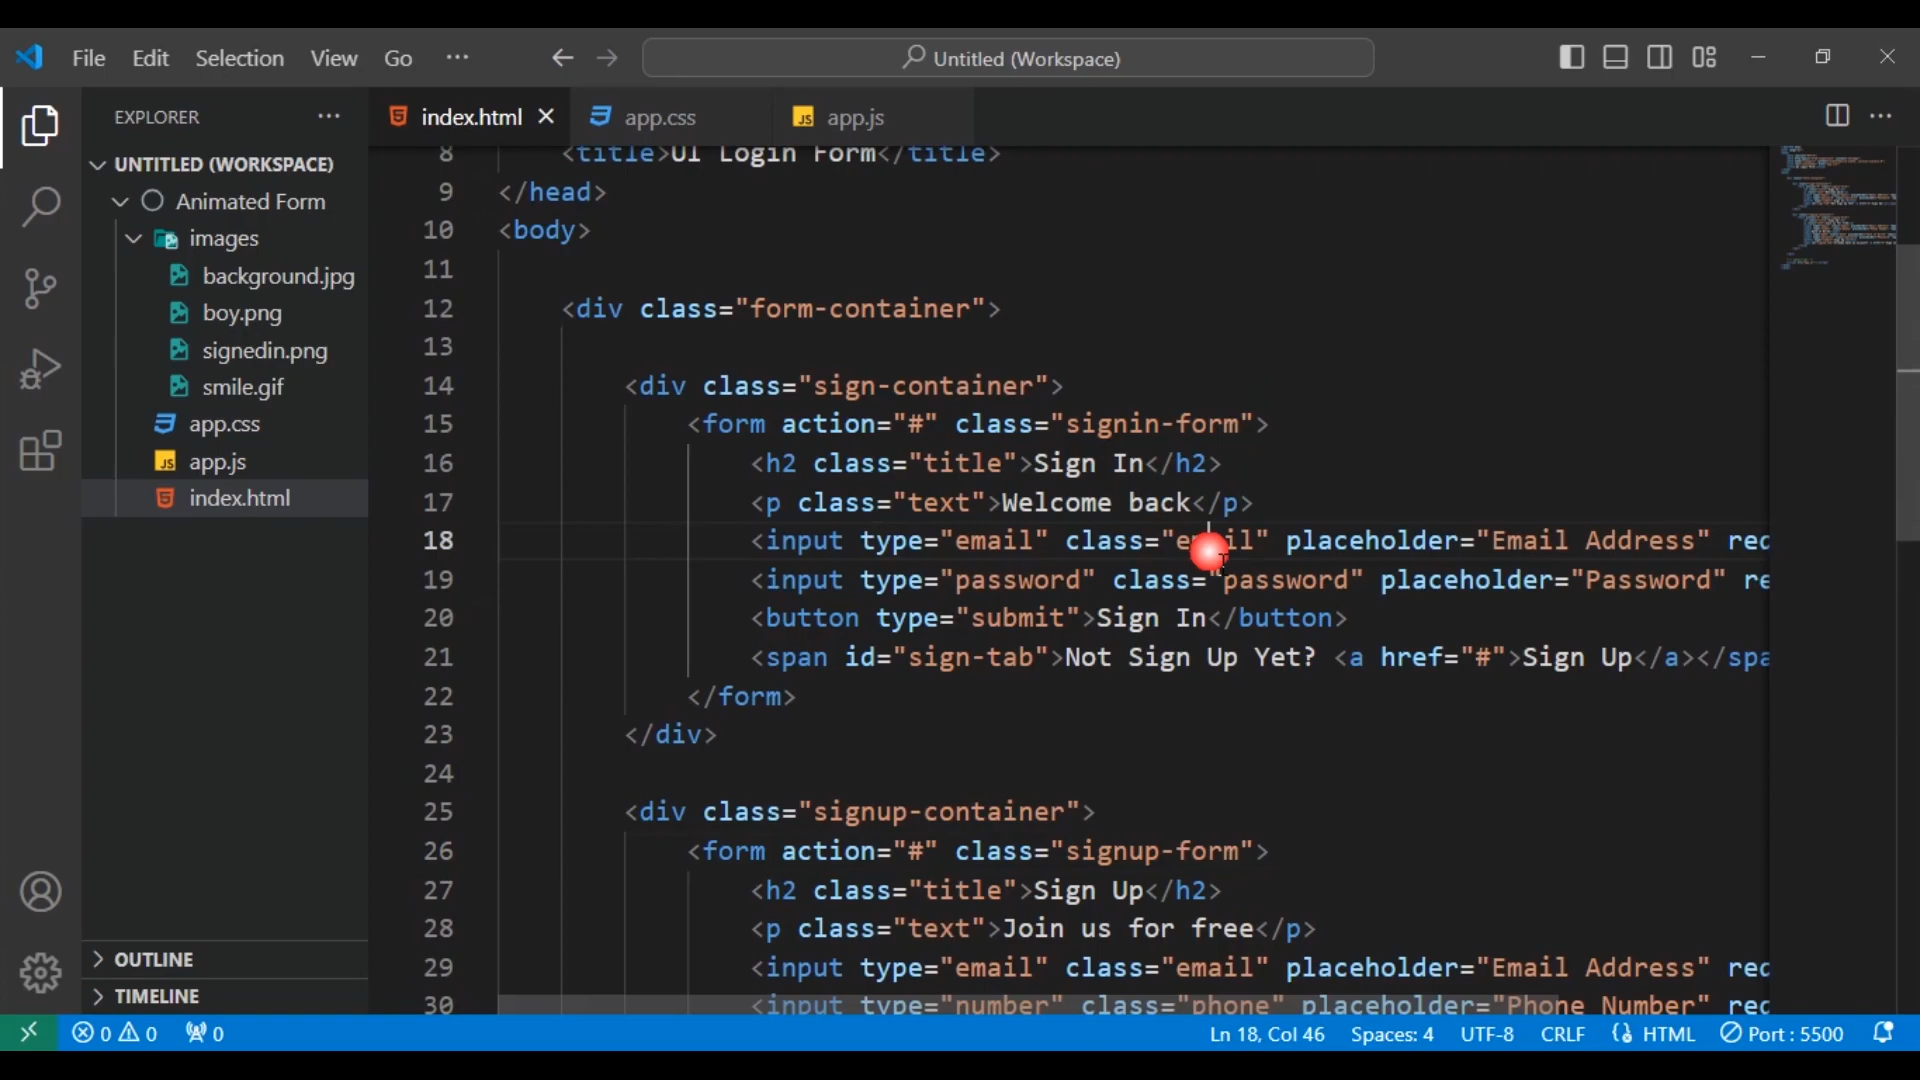 File Edit Selection View Go ··· Untitled (Workspace)
EXPLORER ···
UNTITLED (WORKSPACE)
Animated Form
images
background.jpg
boy.png
signedin.png
smile.gif
app.css
app.js
index.html
OUTLINE
TIMELINE
index.html app.css app.js
8 <title>UI Login Form</title>
9 </head>
10 <body>
11
12 <div class="form-container">
13
14 <div class="sign-container">
15 <form action="#" class="signin-form">
16 <h2 class="title">Sign In</h2>
17 <p class="text">Welcome back</p>
18 <input type="email" class="email" placeholder="Email Address" rec
19 <input type="password" class="password" placeholder="Password" re
20 <button type="submit">Sign In</button>
21 <span id="sign-tab">Not Sign Up Yet? <a href="#">Sign Up</a></spa
22 </form>
23 </div>
24
25 <div class="signup-container">
26 <form action="#" class="signup-form">
27 <h2 class="title">Sign Up</h2>
28 <p class="text">Join us for free</p>
29 <input type="email" class="email" placeholder="Email Address" rec
30 <input type="number" class="phone" placeholder="Phone Number" rec
0 0 0 Ln 18, Col 46 Spaces: 4 UTF-8 CRLF HTML Port : 5500